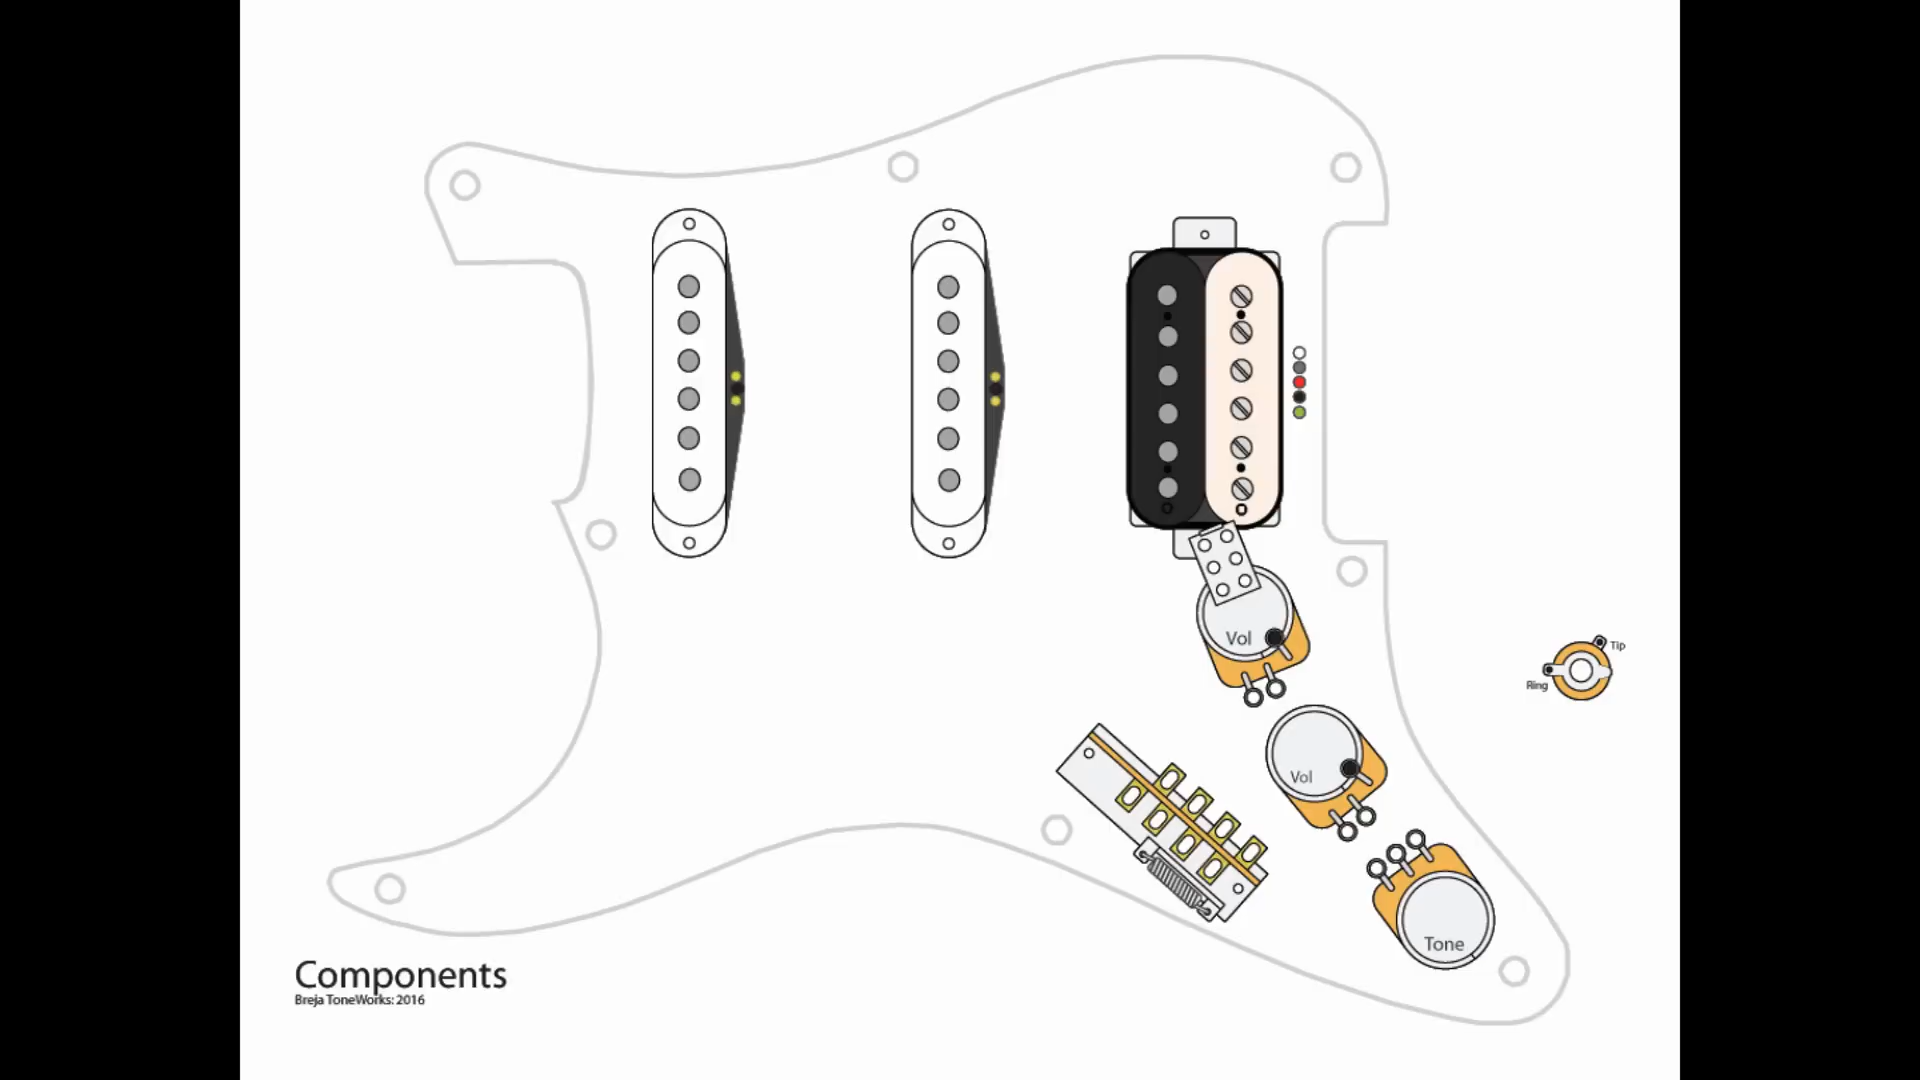 Vol
Tip
Ring
Vol
Tone
Components
Breja ToneWorks: 2016